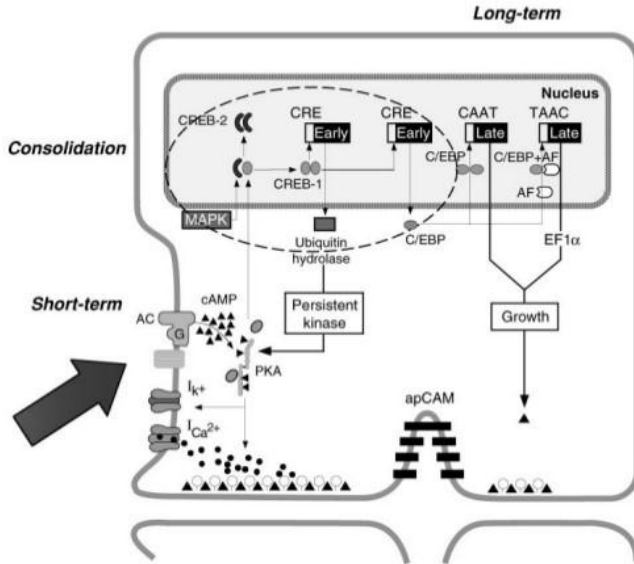 Long-term
Nucleus
CREB-2
CRE
CRE
CAAT
TAAC
Early
Early
Late
Late
Consolidation
C/EBP
C/EBP+AF
CREB-1
AF
MAPK
Ubiquitin
hydrolase
C/EBP
EF1α
Short-term
cAMP
AC
G
Persistent
kinase
Growth
PKA
IK+
ICa2+
apCAM